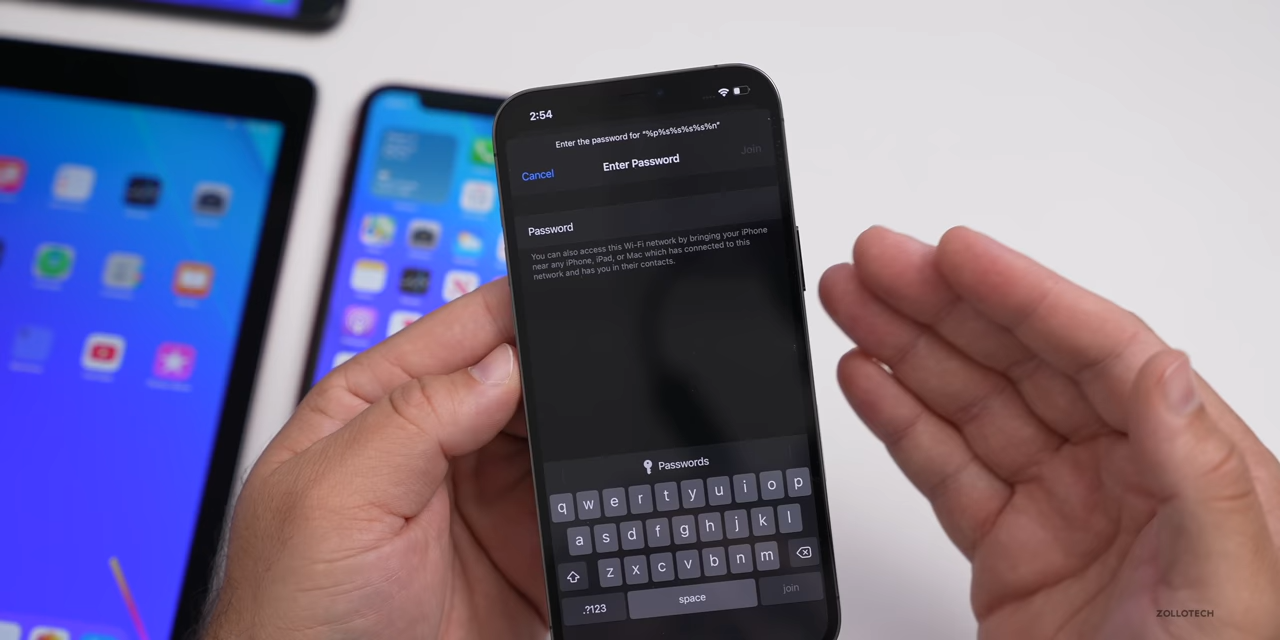 2:54
Enter the password for "%p%s%s%s%s%n"
Cancel
Enter Password
Join
Password
You can also access this Wi-Fi network by bringing your iPhone
near any iPhone, iPad, or Mac which has connected to this
network and has you in their contacts.
Passwords
q w e r t y u i o p
a s d f g h j k l
z x c v b n m
.?123
space
join
ZOLLOTECH